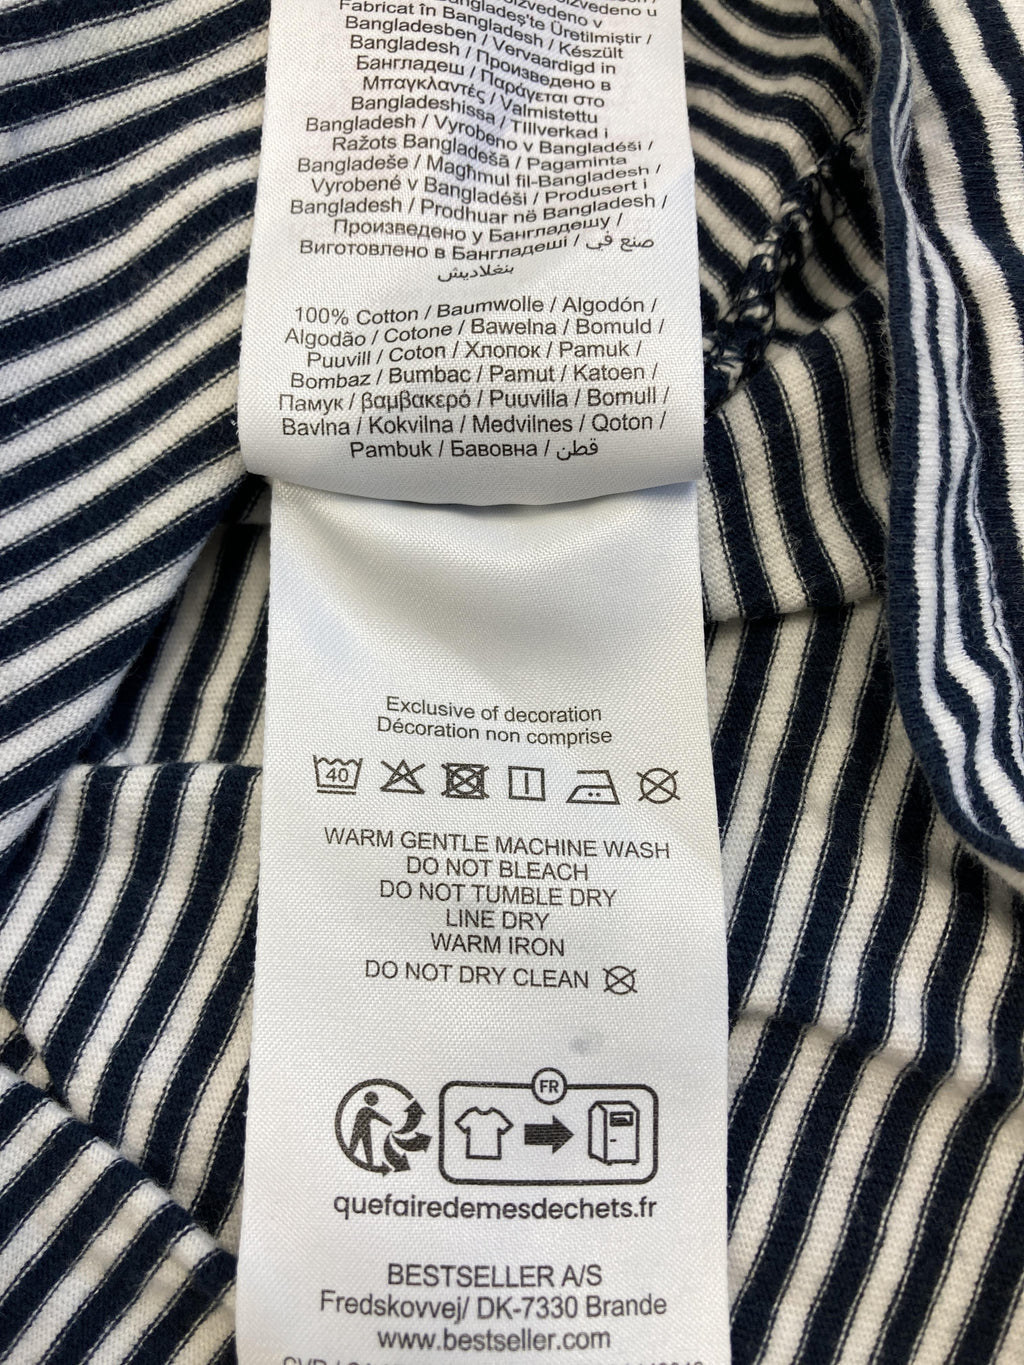 Fabricat în Bangladeş'te Üretilmiştir /
Bangladesben / Vervaardigd in
Bangladesh / Произведено в
Бангладеш / Παράγεται στο
Μπαγκλαντές / Valmistettu
Bangladeshissa / Tillverkad i
Bangladesh / Vyrobeno v Bangladéši /
Ražots Bangladešā / Pagaminta
Bangladeše / Magħmul fil-Bangladesh /
Vyrobené v Bangladéši / Produsert i
Bangladesh / Prodhuar në Bangladesh /
Произведено у Бангладешу /
Виготовлено в Бангладеші / صنع في
بنغلاديش
100% Cotton / Baumwolle / Algodón /
Algodão / Cotone / Bawełna / Bomuld /
Puuvill / Coton / Хлопок / Pamuk /
Bombaz / Bumbac / Pamut / Katoen /
Памук / βαμβακερό / Puuvilla / Bomull /
Bavlna / Kokvilna / Medvilnes / Qoton /
Pambuk / Бавовна / قطن
Exclusive of decoration
Décoration non comprise
40
WARM GENTLE MACHINE WASH
DO NOT BLEACH
DO NOT TUMBLE DRY
LINE DRY
WARM IRON
DO NOT DRY CLEAN
FR
quefairedemesdechets.fr
BESTSELLER A/S
Fredskovvej/ DK-7330 Brande
www.bestseller.com